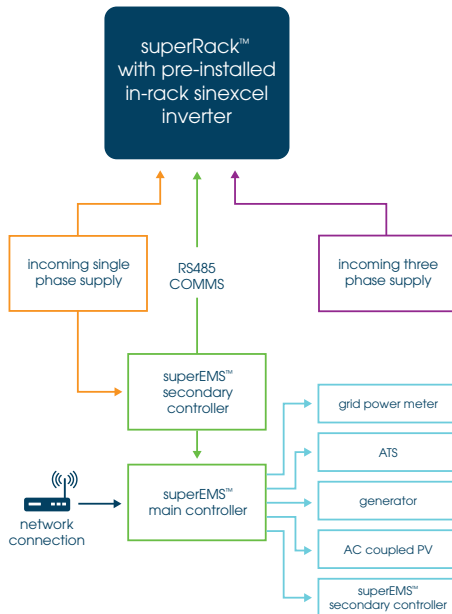 superRack™
with pre-installed
in-rack sinexcel
inverter
incoming single
phase supply
RS485
COMMS
incoming three
phase supply
superEMS™
secondary
controller
grid power meter
ATS
superEMS™
main controller
generator
network
connection
AC coupled PV
superEMS™
secondary controller